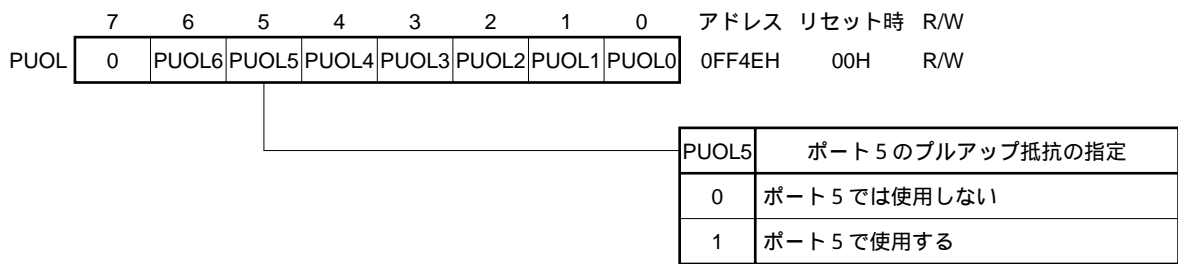 7 6 5 4 3 2 1 0 アドレス リセット時 R/W
PUOL 0 PUOL6 PUOL5 PUOL4 PUOL3 PUOL2 PUOL1 PUOL0 0FF4EH 00H R/W
PUOL5 ポート5のプルアップ抵抗の指定
0 ポート5では使用しない
1 ポート5で使用する